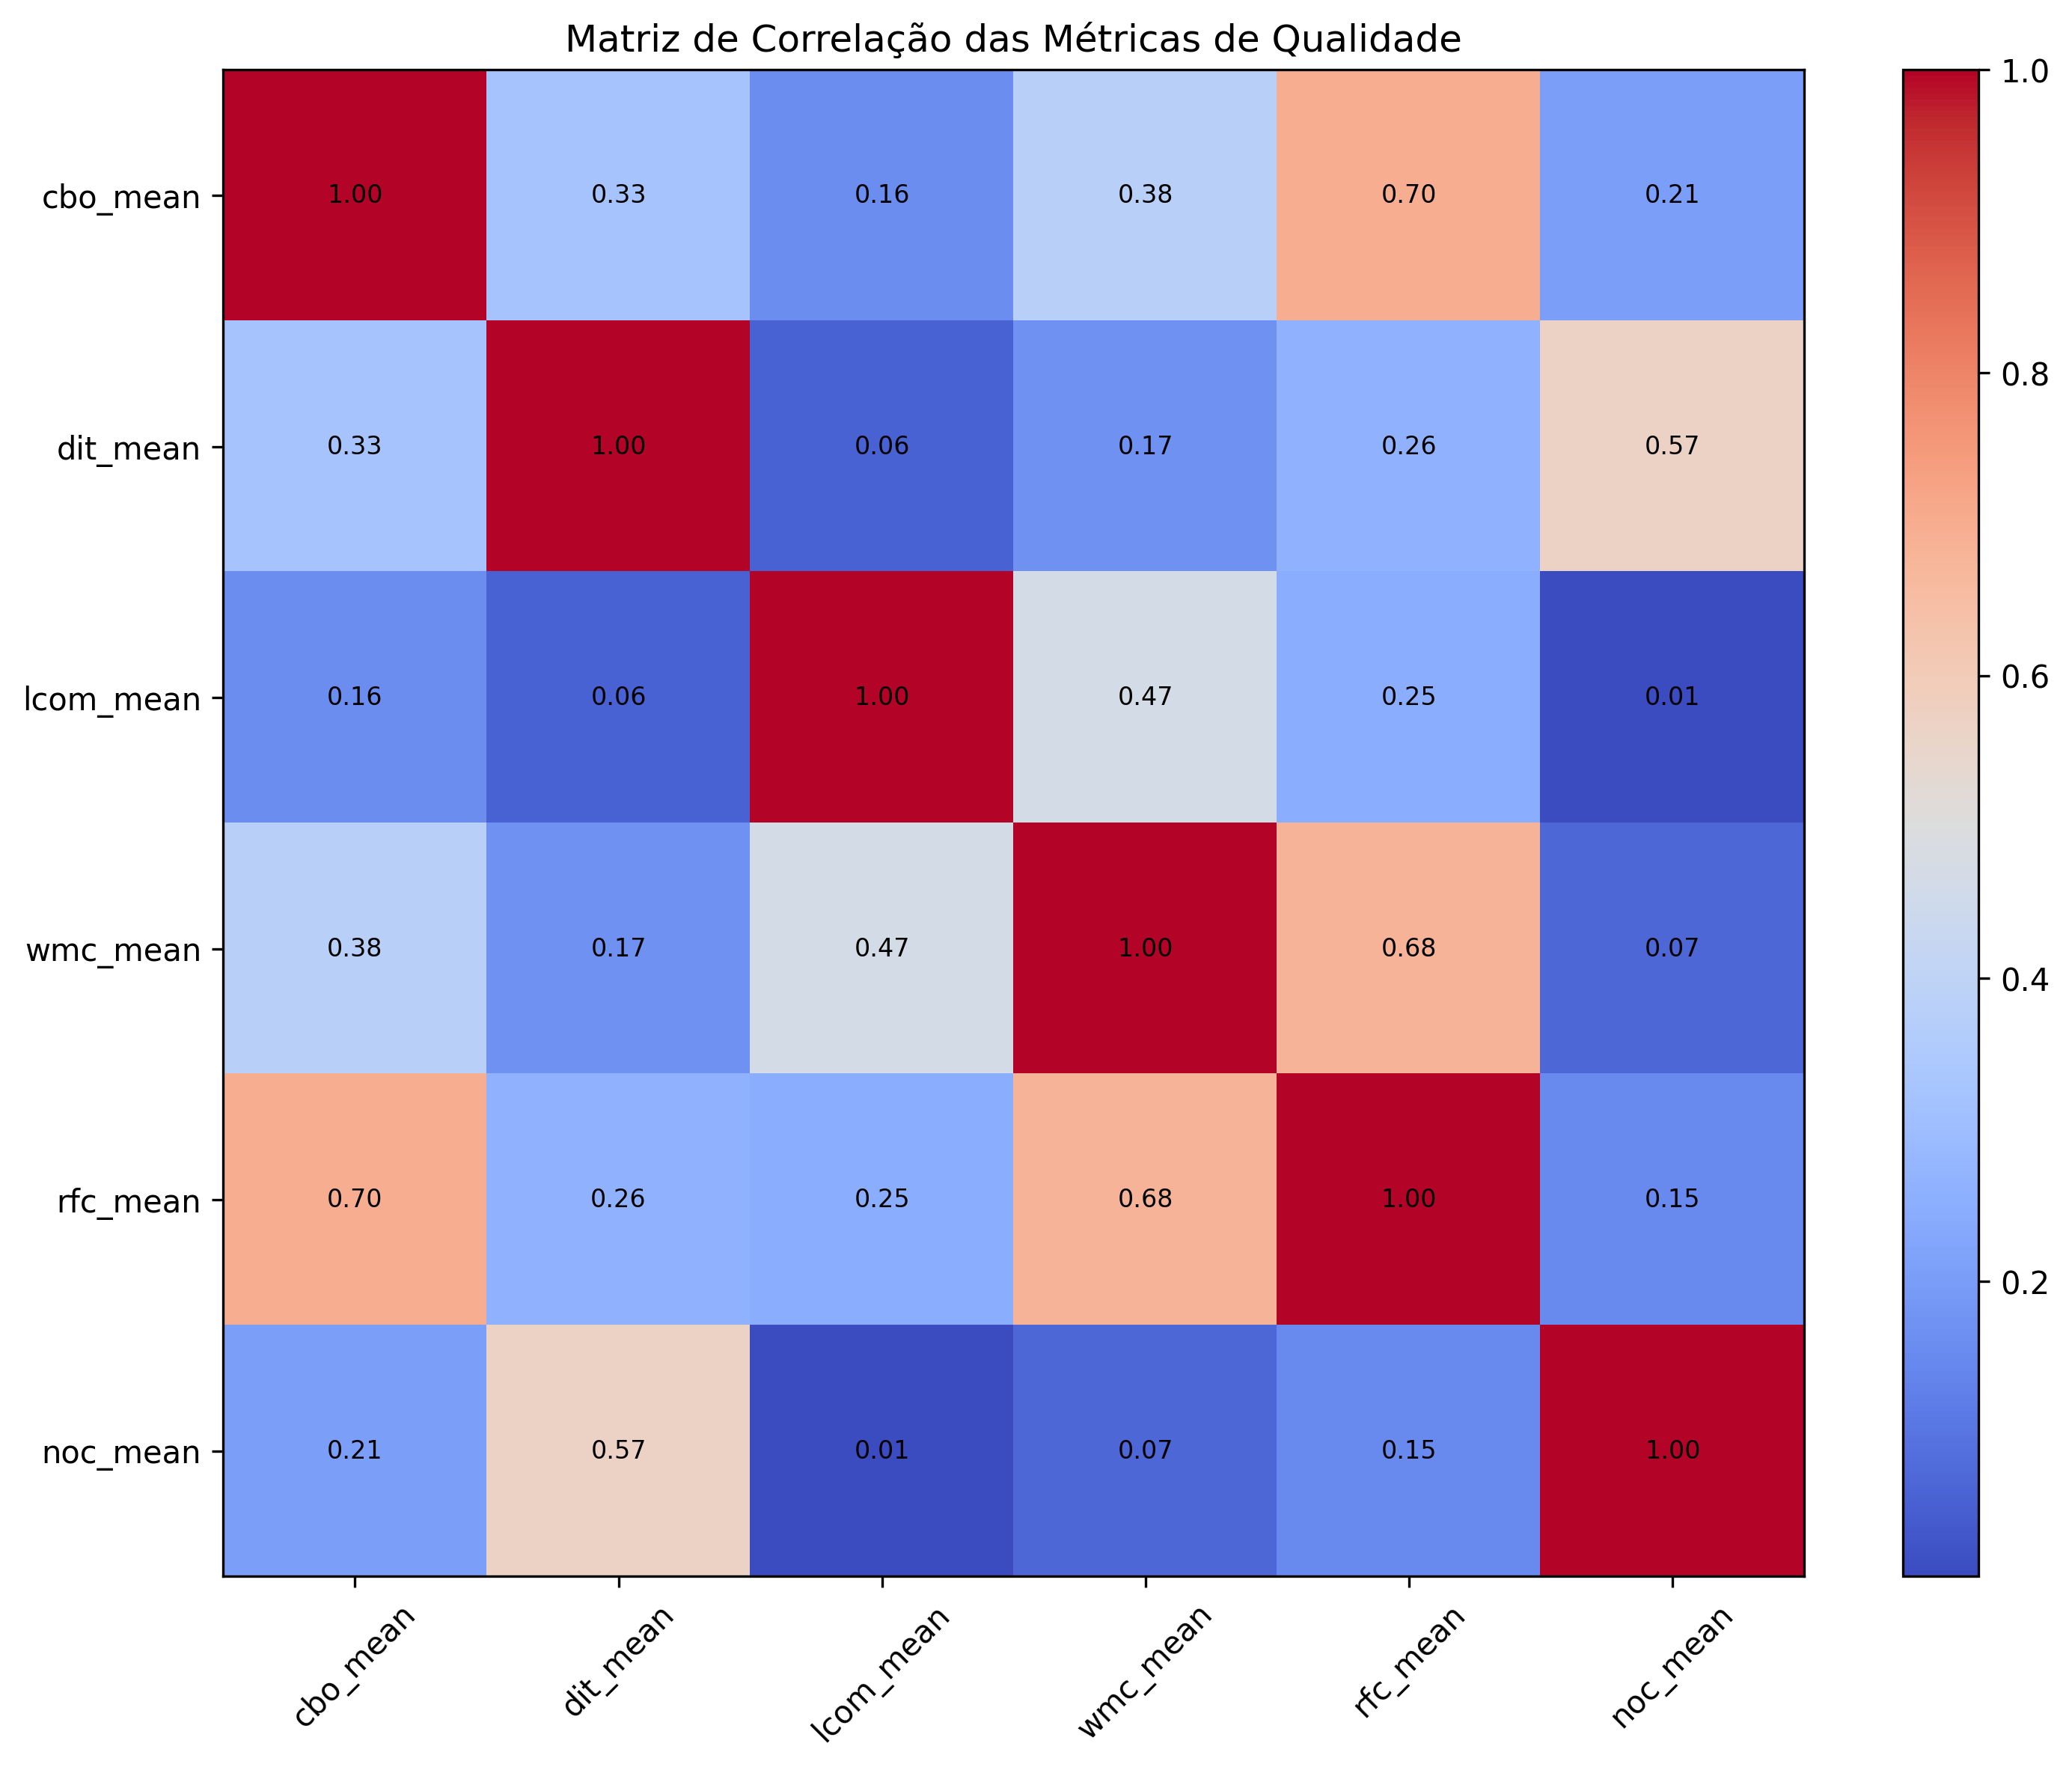 Matriz de Correlação das Métricas de Qualidade
cbo_mean 1.00 0.33 0.16 0.38 0.70 0.21
dit_mean 0.33 1.00 0.06 0.17 0.26 0.57
lcom_mean 0.16 0.06 1.00 0.47 0.25 0.01
wmc_mean 0.38 0.17 0.47 1.00 0.68 0.07
rfc_mean 0.70 0.26 0.25 0.68 1.00 0.15
noc_mean 0.21 0.57 0.01 0.07 0.15 1.00
cbo_mean dit_mean lcom_mean wmc_mean rfc_mean noc_mean
1.0
0.8
0.6
0.4
0.2